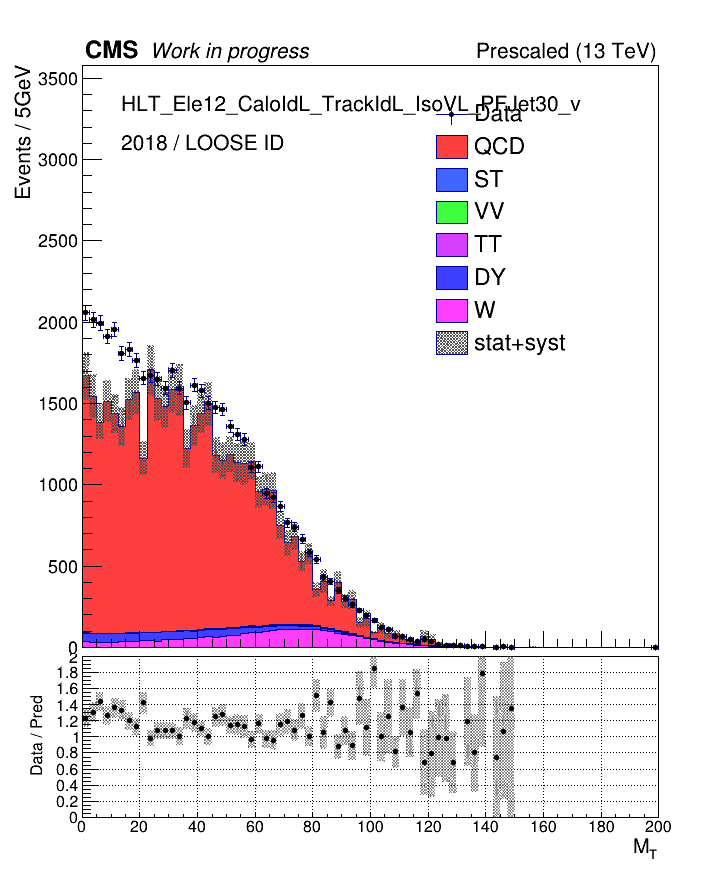 CMS Work in progress Prescaled (13 TeV)
Events / 5GeV
3500
3000
2500
2000
1500
1000
500
0
HLT_Ele12_CaloIdL_TrackIdL_IsoVL_PFJet30_v
2018 / LOOSE ID
Data
QCD
ST
VV
TT
DY
W
stat+syst
Data / Pred
2
1.8
1.6
1.4
1.2
1
0.8
0.6
0.4
0.2
0
0 20 40 60 80 100 120 140 160 180 200
M_T